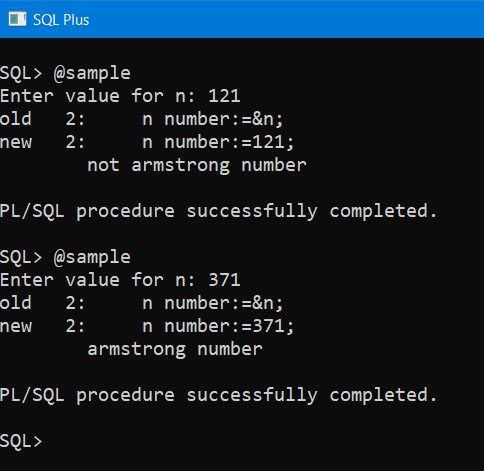 SQL Plus
SQL> @sample
Enter value for n: 121
old   2:     n number:=&n;
new   2:     n number:=121;
        not armstrong number
PL/SQL procedure successfully completed.
SQL> @sample
Enter value for n: 371
old   2:     n number:=&n;
new   2:     n number:=371;
        armstrong number
PL/SQL procedure successfully completed.
SQL>